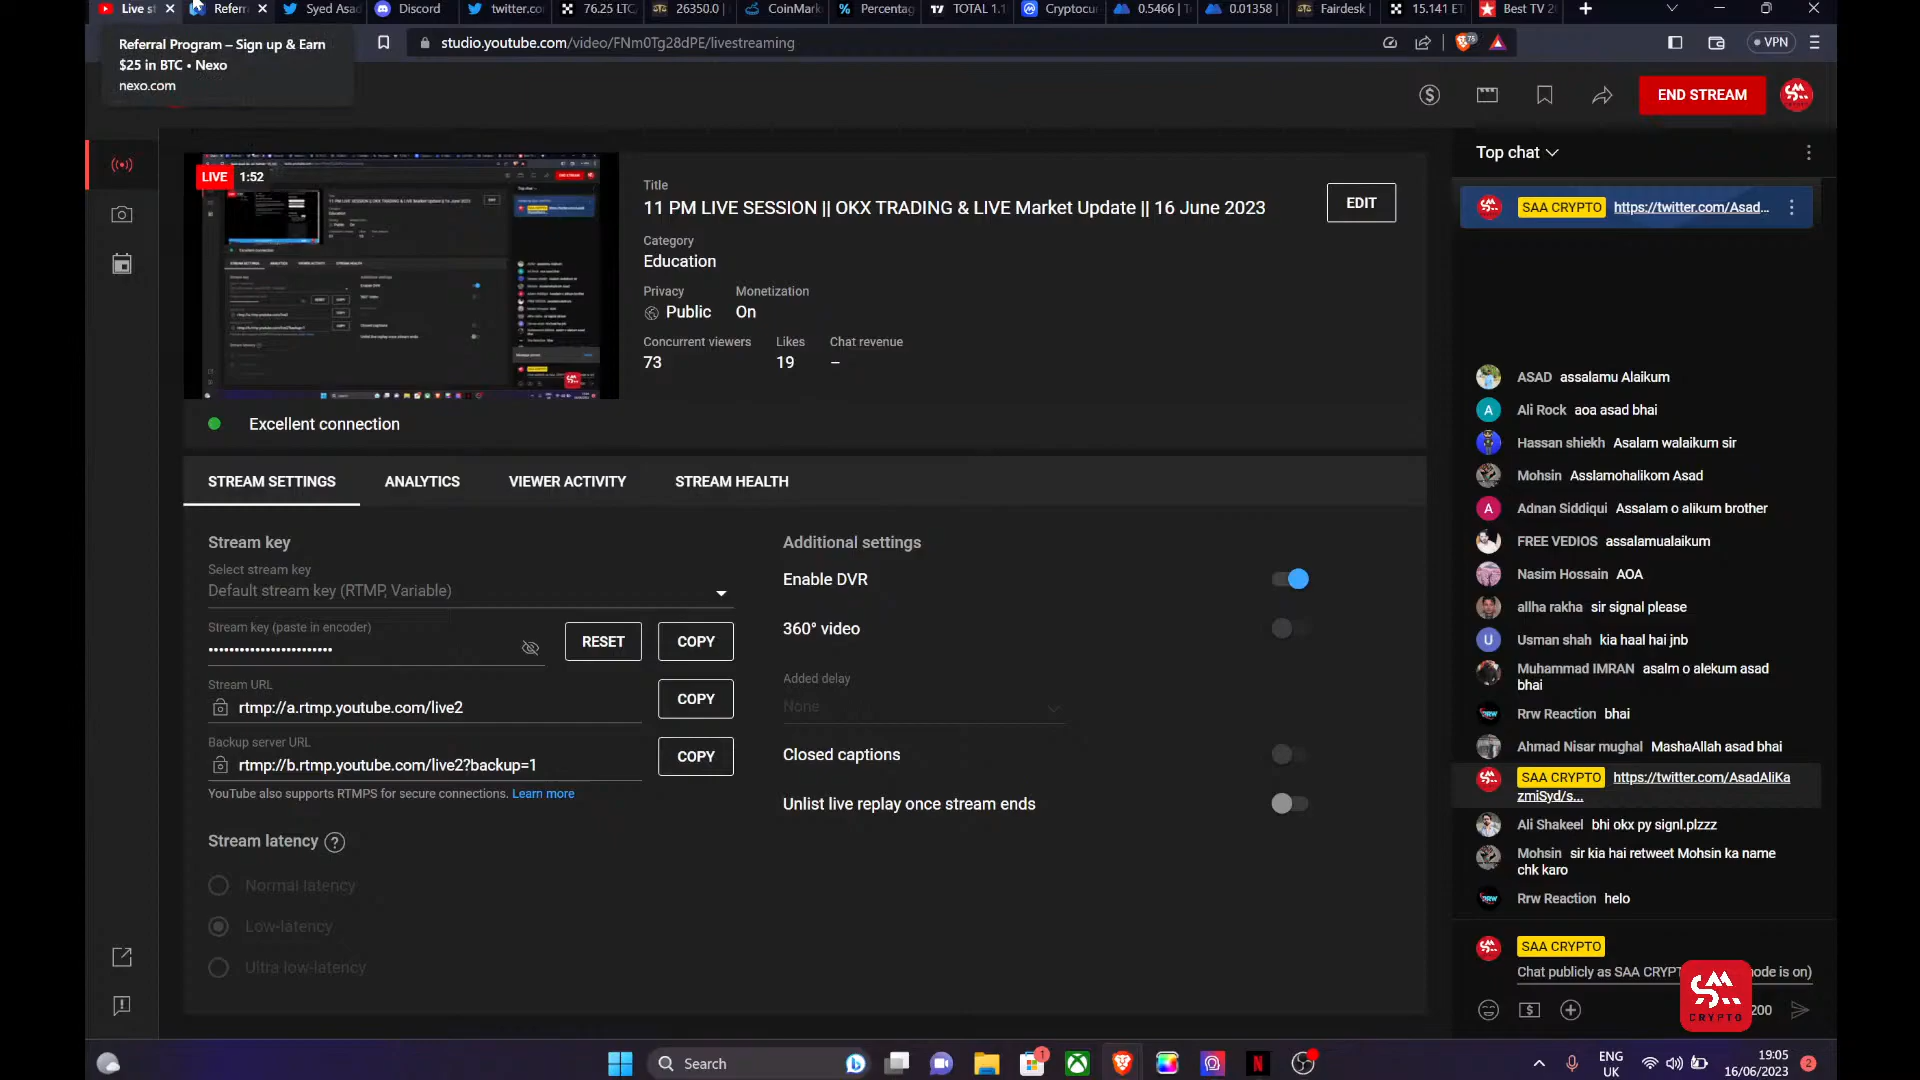 Live st
Referr
Syed Asad
Discord
twitter.co
76.25 LTC
26350.0
CoinMar
Percentag
TOTAL 1.1
Cryptocu
0.5466
0.01358
Fairdesk
15.141 ET
Best TV 2
Referral Program – Sign up & Earn
$25 in BTC • Nexo
nexo.com
studio.youtube.com/video/FNm0Tg28dPE/livestreaming
VPN
END STREAM
LIVE 1:52
Title
11 PM LIVE SESSION || OKX TRADING & LIVE Market Update || 16 June 2023
EDIT
Category
Education
Privacy Monetization
Public On
Concurrent viewers Likes Chat revenue
73 19 –
Excellent connection
STREAM SETTINGS ANALYTICS VIEWER ACTIVITY STREAM HEALTH
Stream key
Select stream key
Default stream key (RTMP, Variable)
Stream key (paste in encoder)
••••••••••••••••••••••••
RESET COPY
Stream URL
rtmp://a.rtmp.youtube.com/live2
COPY
Backup server URL
rtmp://b.rtmp.youtube.com/live2?backup=1
COPY
YouTube also supports RTMPS for secure connections. Learn more
Stream latency ?
Normal latency
Low-latency
Ultra low-latency
Additional settings
Enable DVR
360° video
Added delay
None
Closed captions
Unlist live replay once stream ends
Top chat
SAA CRYPTO https://twitter.com/Asad...
ASAD assalamu Alaikum
Ali Rock aoa asad bhai
Hassan shiekh Asalam walaikum sir
Mohsin Asslamohalikom Asad
Adnan Siddiqui Assalam o alikum brother
FREE VEDIOS assalamualaikum
Nasim Hossain AOA
allha rakha sir signal please
Usman shah kia haal hai jnb
Muhammad IMRAN asalm o alekum asad
bhai
Rrw Reaction bhai
Ahmad Nisar mughal MashaAllah asad bhai
SAA CRYPTO https://twitter.com/AsadAliKa
zmiSyd/s...
Ali Shakeel bhi okx py signl.plzzz
Mohsin sir kia hai retweet Mohsin ka name
chk karo
Rrw Reaction helo
SAA CRYPTO
Chat publicly as SAA CRYP ode is on)
200
CRYPTO
Search
ENG
UK
19:05
16/06/2023
2